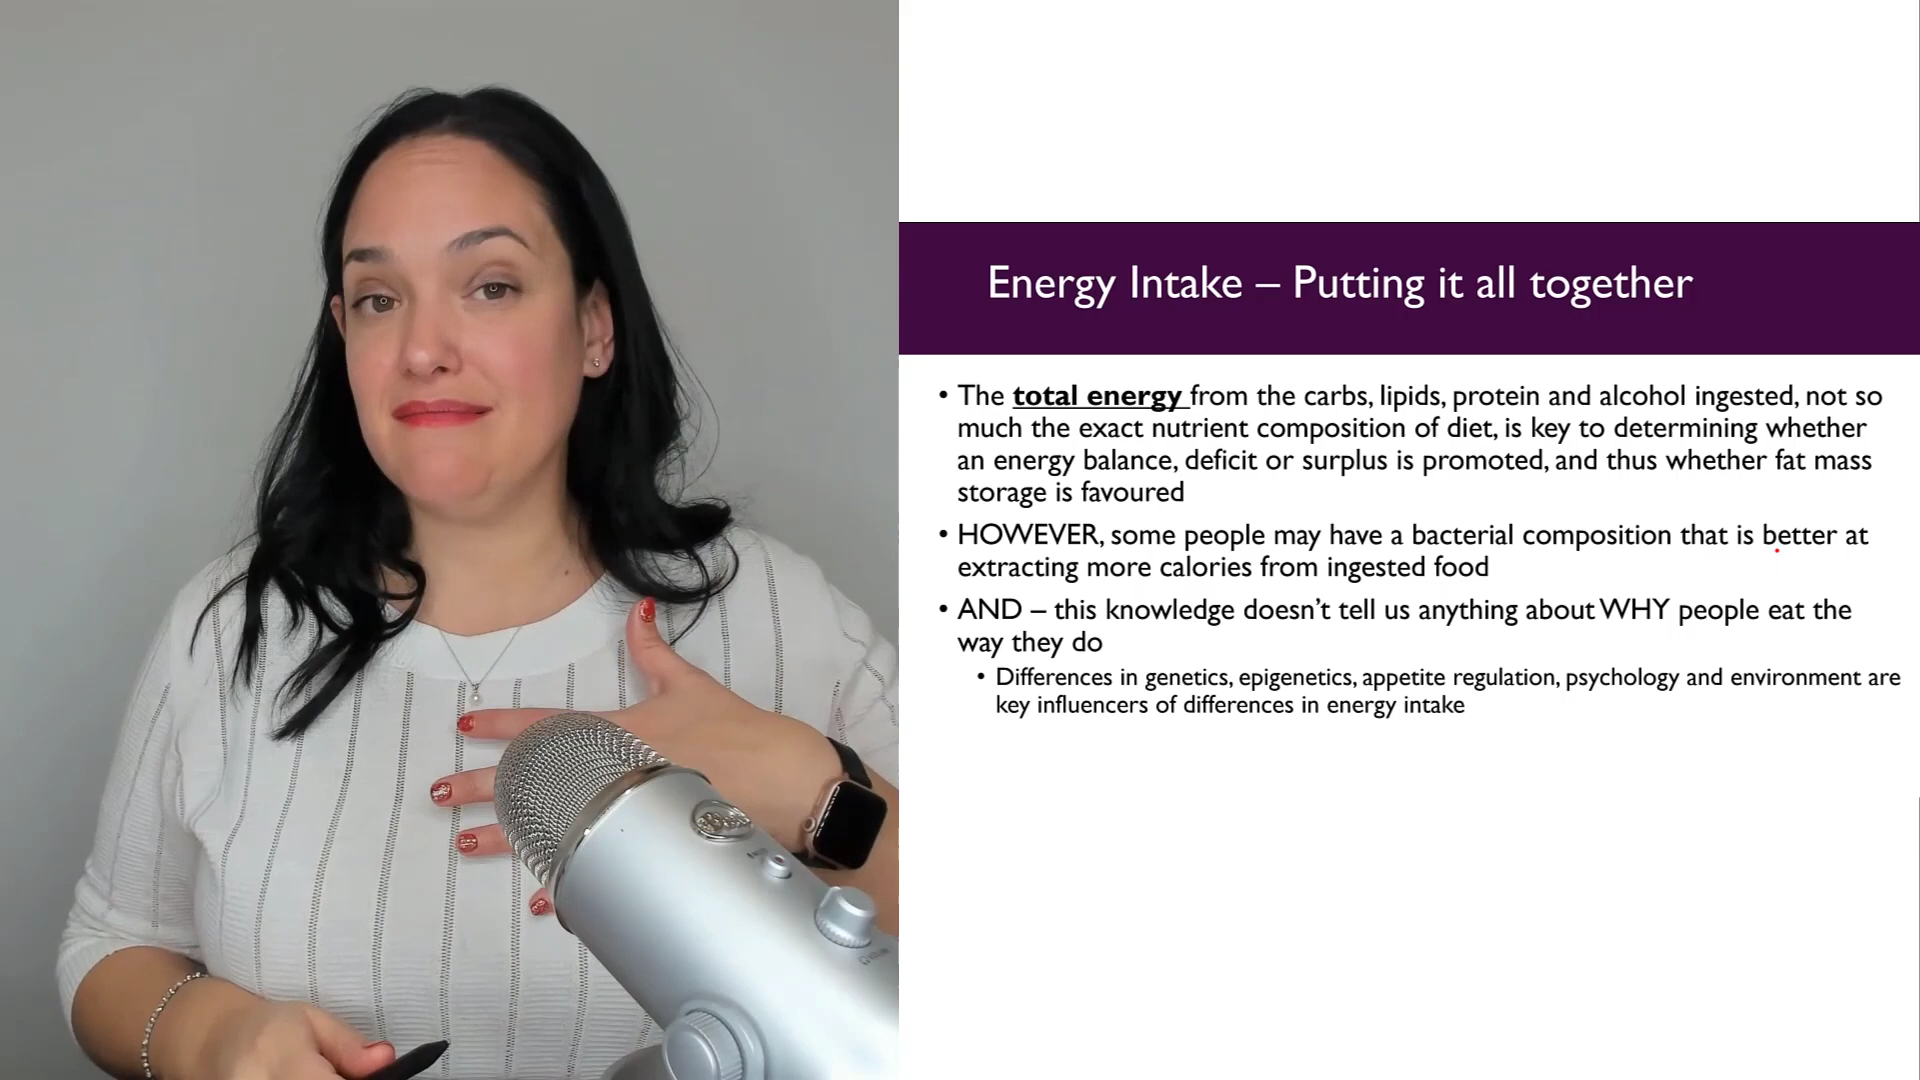 Energy Intake – Putting it all together
• The total energy from the carbs, lipids, protein and alcohol ingested, not so
much the exact nutrient composition of diet, is key to determining whether
an energy balance, deficit or surplus is promoted, and thus whether fat mass
storage is favoured
• HOWEVER, some people may have a bacterial composition that is better at
extracting more calories from ingested food
• AND – this knowledge doesn't tell us anything about WHY people eat the
way they do
• Differences in genetics, epigenetics, appetite regulation, psychology and environment are
key influencers of differences in energy intake